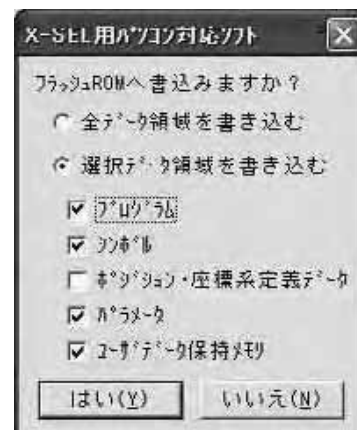 X-SEL用ﾊﾟｿｺﾝ対応ｿﾌﾄ
ﾌﾗｯｼｭROMへ書込みますか？
全ﾃﾞｰﾀ領域を書き込む
選択ﾃﾞｰﾀ領域を書き込む
ﾌﾟﾛｸﾞﾗﾑ
ｼﾝﾎﾞﾙ
ﾎﾟｼﾞｼｮﾝ・座標系定義ﾃﾞｰﾀ
ﾊﾟﾗﾒｰﾀ
ﾕｰｻﾞﾃﾞｰﾀ保持ﾒﾓﾘ
はい(Y) いいえ(N)